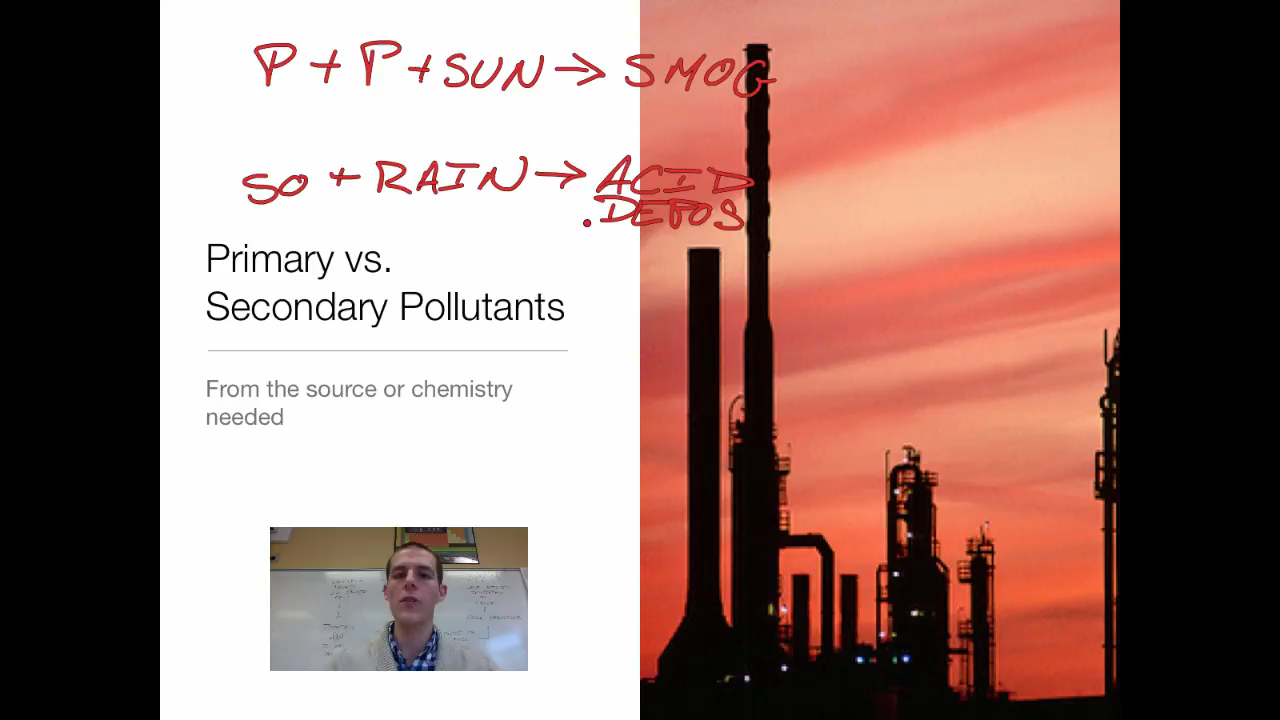 P + P + SUN → SMOG
SO + RAIN → ACID
. DEPOS
Primary vs.
Secondary Pollutants
From the source or chemistry
needed